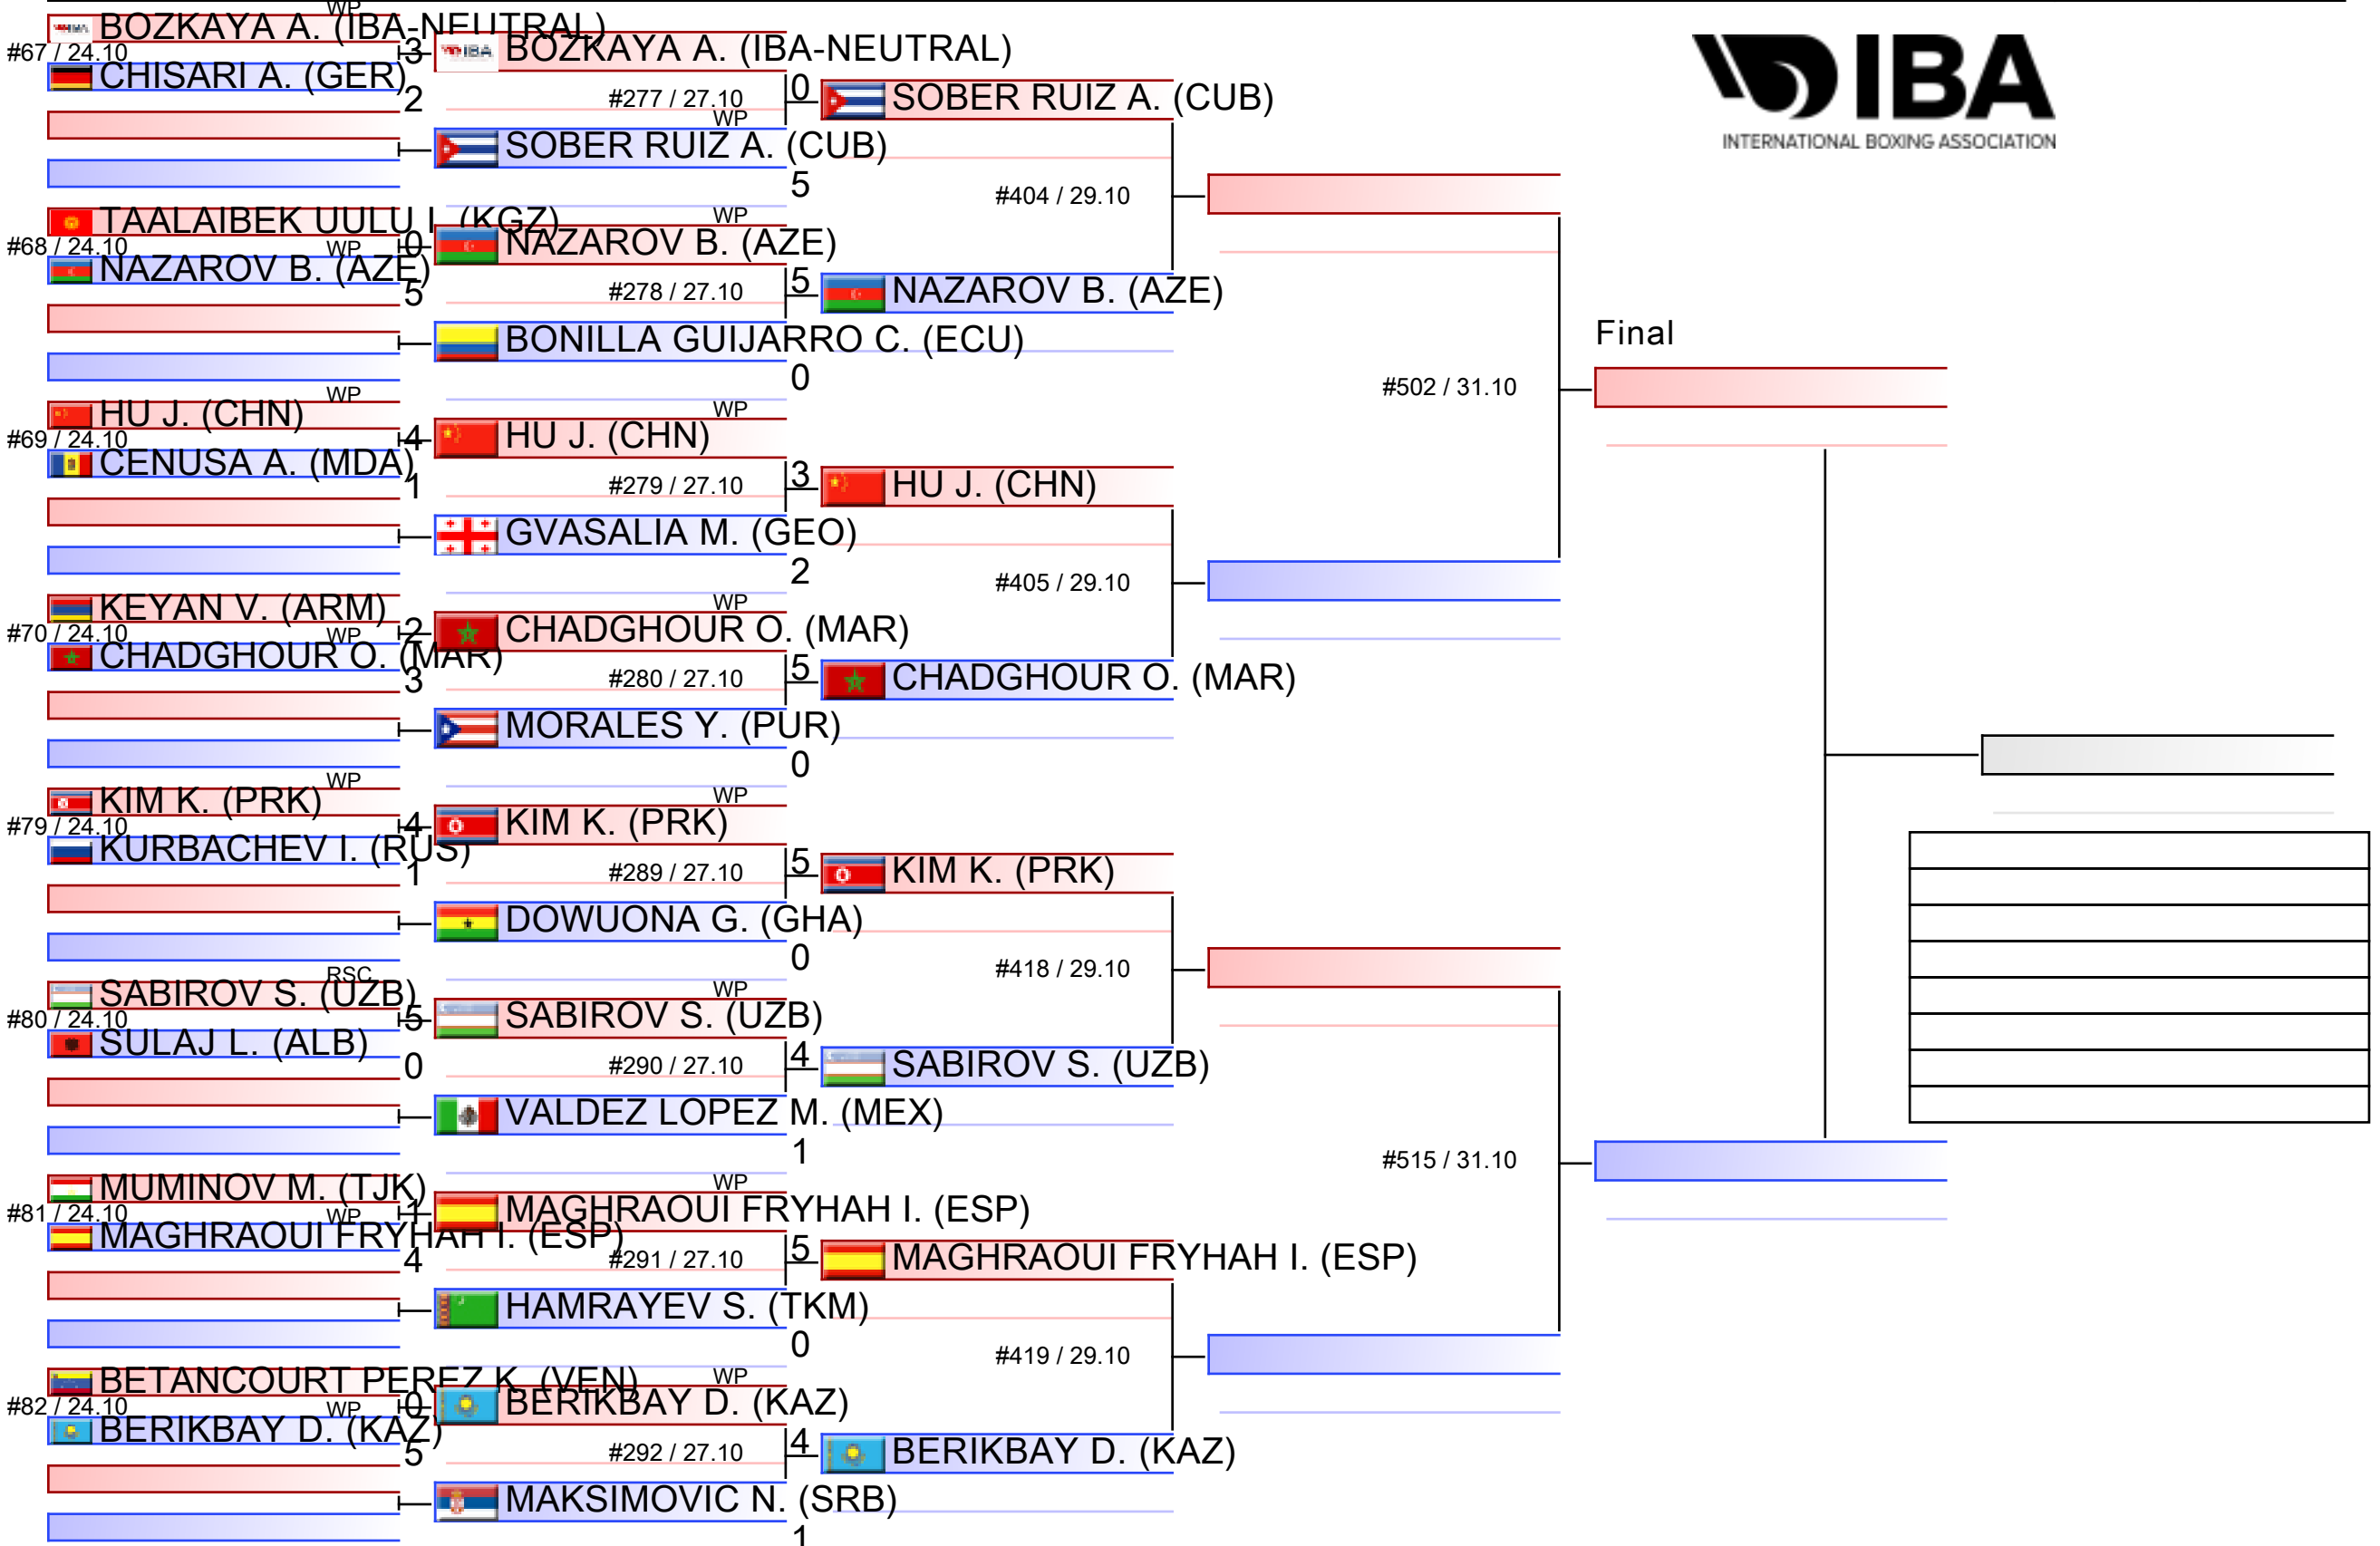 WP
BOZKAYA A. (IBA-NEUTRAL)
#67 / 24.10
3
CHISARI A. (GER)
2
TAALAIBEK UULU I. (KGZ)
#68 / 24.10
WP
0
NAZAROV B. (AZE)
5
WP
HU J. (CHN)
#69 / 24.10
4
CENUSA A. (MDA)
1
KEYAN V. (ARM)
#70 / 24.10
WP
2
CHADGHOUR O. (MAR)
3
WP
KIM K. (PRK)
#79 / 24.10
4
KURBACHEV I. (RUS)
1
RSC
SABIROV S. (UZB)
#80 / 24.10
5
SULAJ L. (ALB)
0
MUMINOV M. (TJK)
#81 / 24.10
WP
1
MAGHRAOUI FRYHAH I. (ESP)
4
BETANCOURT PEREZ K. (VEN)
#82 / 24.10
WP
0
BERIKBAY D. (KAZ)
5
IBA
BOZKAYA A. (IBA-NEUTRAL)
0
#277 / 27.10
WP
SOBER RUIZ A. (CUB)
5
WP
NAZAROV B. (AZE)
5
#278 / 27.10
BONILLA GUIJARRO C. (ECU)
0
WP
HU J. (CHN)
3
#279 / 27.10
GVASALIA M. (GEO)
2
WP
CHADGHOUR O. (MAR)
5
#280 / 27.10
MORALES Y. (PUR)
0
WP
KIM K. (PRK)
5
#289 / 27.10
DOWUONA G. (GHA)
0
WP
SABIROV S. (UZB)
4
#290 / 27.10
VALDEZ LOPEZ M. (MEX)
1
WP
MAGHRAOUI FRYHAH I. (ESP)
5
#291 / 27.10
HAMRAYEV S. (TKM)
0
WP
BERIKBAY D. (KAZ)
4
#292 / 27.10
MAKSIMOVIC N. (SRB)
1
SOBER RUIZ A. (CUB)
#404 / 29.10
NAZAROV B. (AZE)
HU J. (CHN)
#405 / 29.10
CHADGHOUR O. (MAR)
KIM K. (PRK)
#418 / 29.10
SABIROV S. (UZB)
MAGHRAOUI FRYHAH I. (ESP)
#419 / 29.10
BERIKBAY D. (KAZ)
#502 / 31.10
#515 / 31.10
Final
IBA
INTERNATIONAL BOXING ASSOCIATION